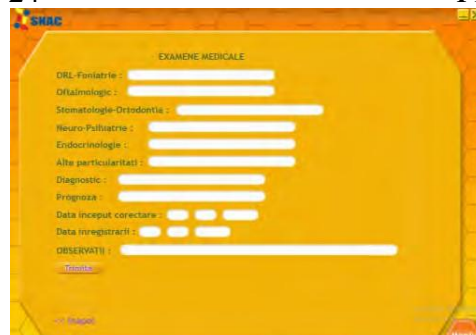 SNAC
EXAMENE MEDICALE
ORL-Foniatrie :
Oftalmologic :
Stomatologie-Ortodontie :
Neuro-Psihiatrie :
Endocrinologie :
Alte particularitati :
Diagnostic :
Prognoza :
Data inceput corectare :
Data inregistrarii :
OBSERVATII :
Trimite
<< Inapoi